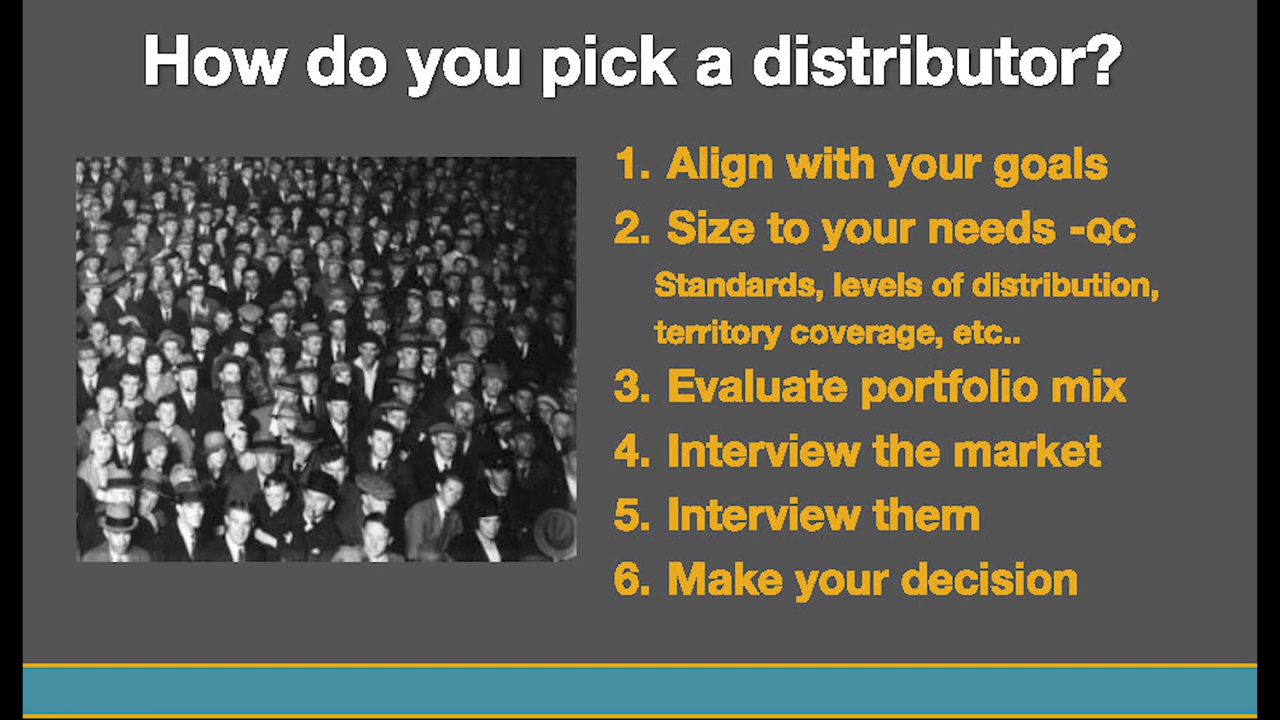 How do you pick a distributor?
1. Align with your goals
2. Size to your needs -QC
Standards, levels of distribution,
territory coverage, etc..
3. Evaluate portfolio mix
4. Interview the market
5. Interview them
6. Make your decision